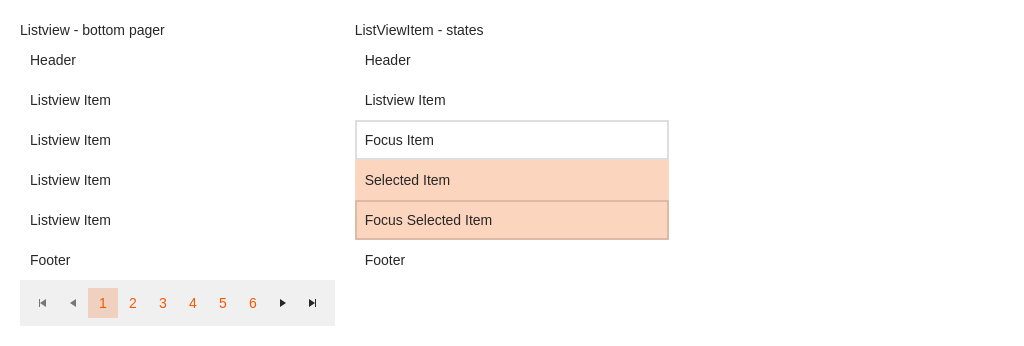 Listview - bottom pager
Header
Listview Item
Listview Item
Listview Item
Listview Item
Footer
1 2 3 4 5 6
ListViewItem - states
Header
Listview Item
Focus Item
Selected Item
Focus Selected Item
Footer